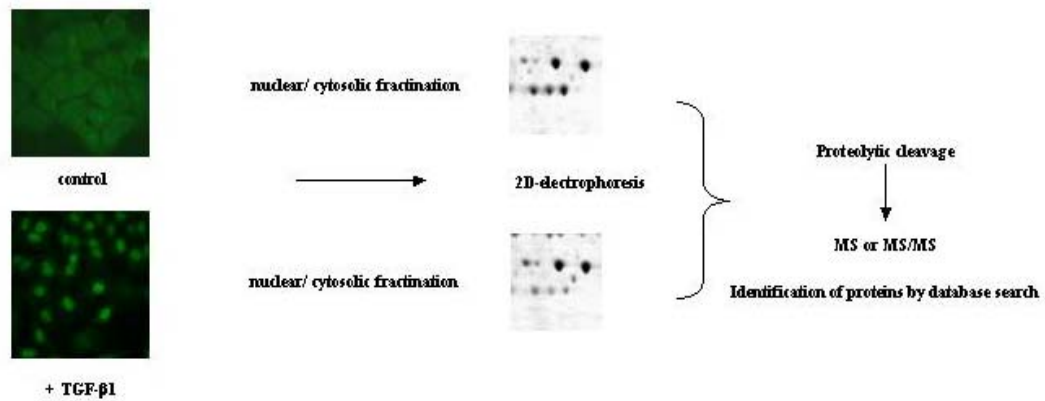 nuclear/ cytosolic fractination
control
2D-electrophoresis
Proteolytic cleavage
MS or MS/MS
nuclear/ cytosolic fractination
Identification of proteins by database search
+ TGF-β1